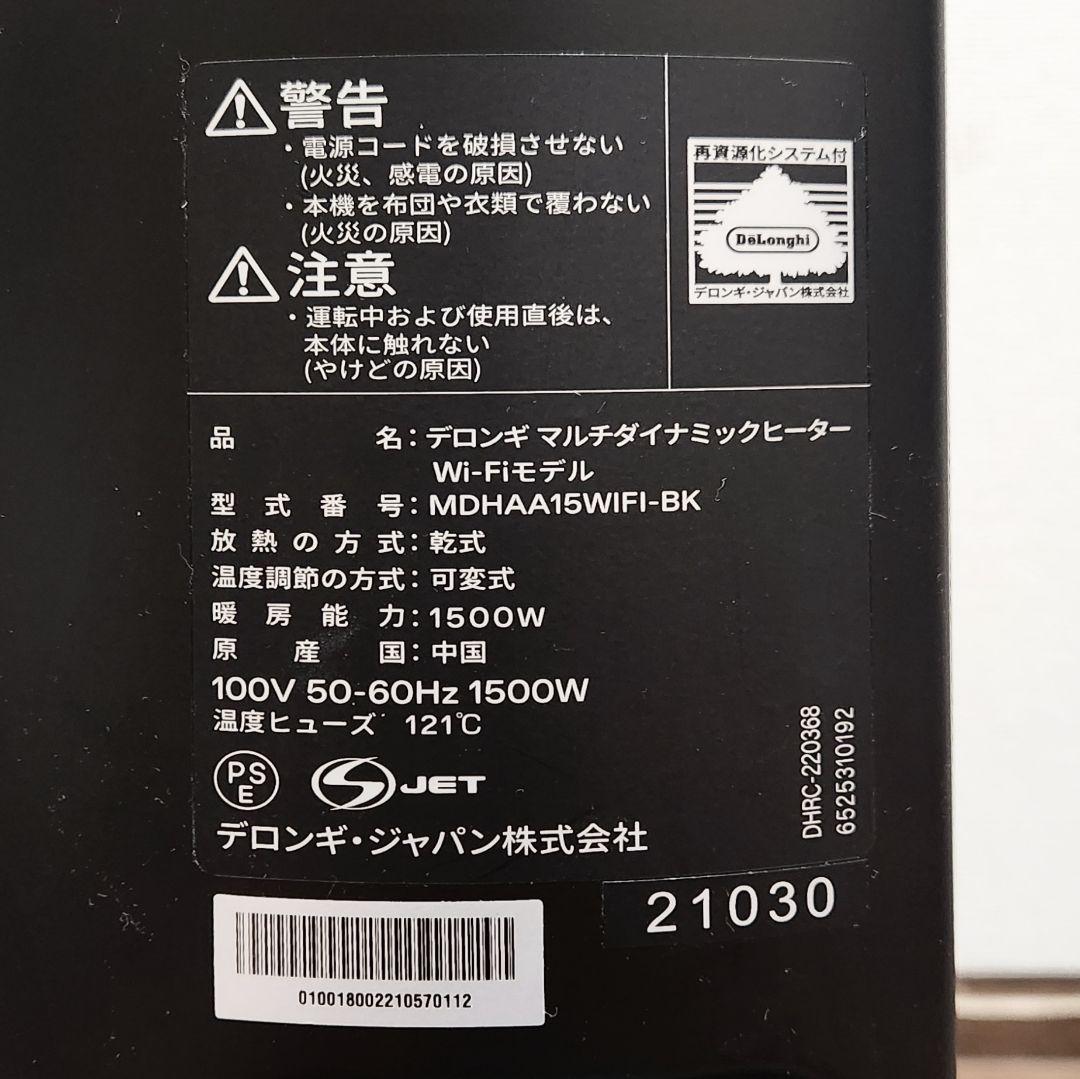 警告
・電源コードを破損させない
(火災、感電の原因)
・本機を布団や衣類で覆わない
(火災の原因)
注意
・運転中および使用直後は、
本体に触れない
(やけどの原因)
再資源化システム付
DeLonghi
デロンギ・ジャパン株式会社
品名：デロンギ マルチダイナミックヒーター
Wi-Fiモデル
型式番号：MDHAA15WIFI-BK
放熱の方式：乾式
温度調節の方式：可変式
暖房能力：1500W
原産国：中国
100V 50-60Hz 1500W
温度ヒューズ 121℃
PSE
S JET
デロンギ・ジャパン株式会社
DHRC-220368
6525310192
21030
010018002210570112